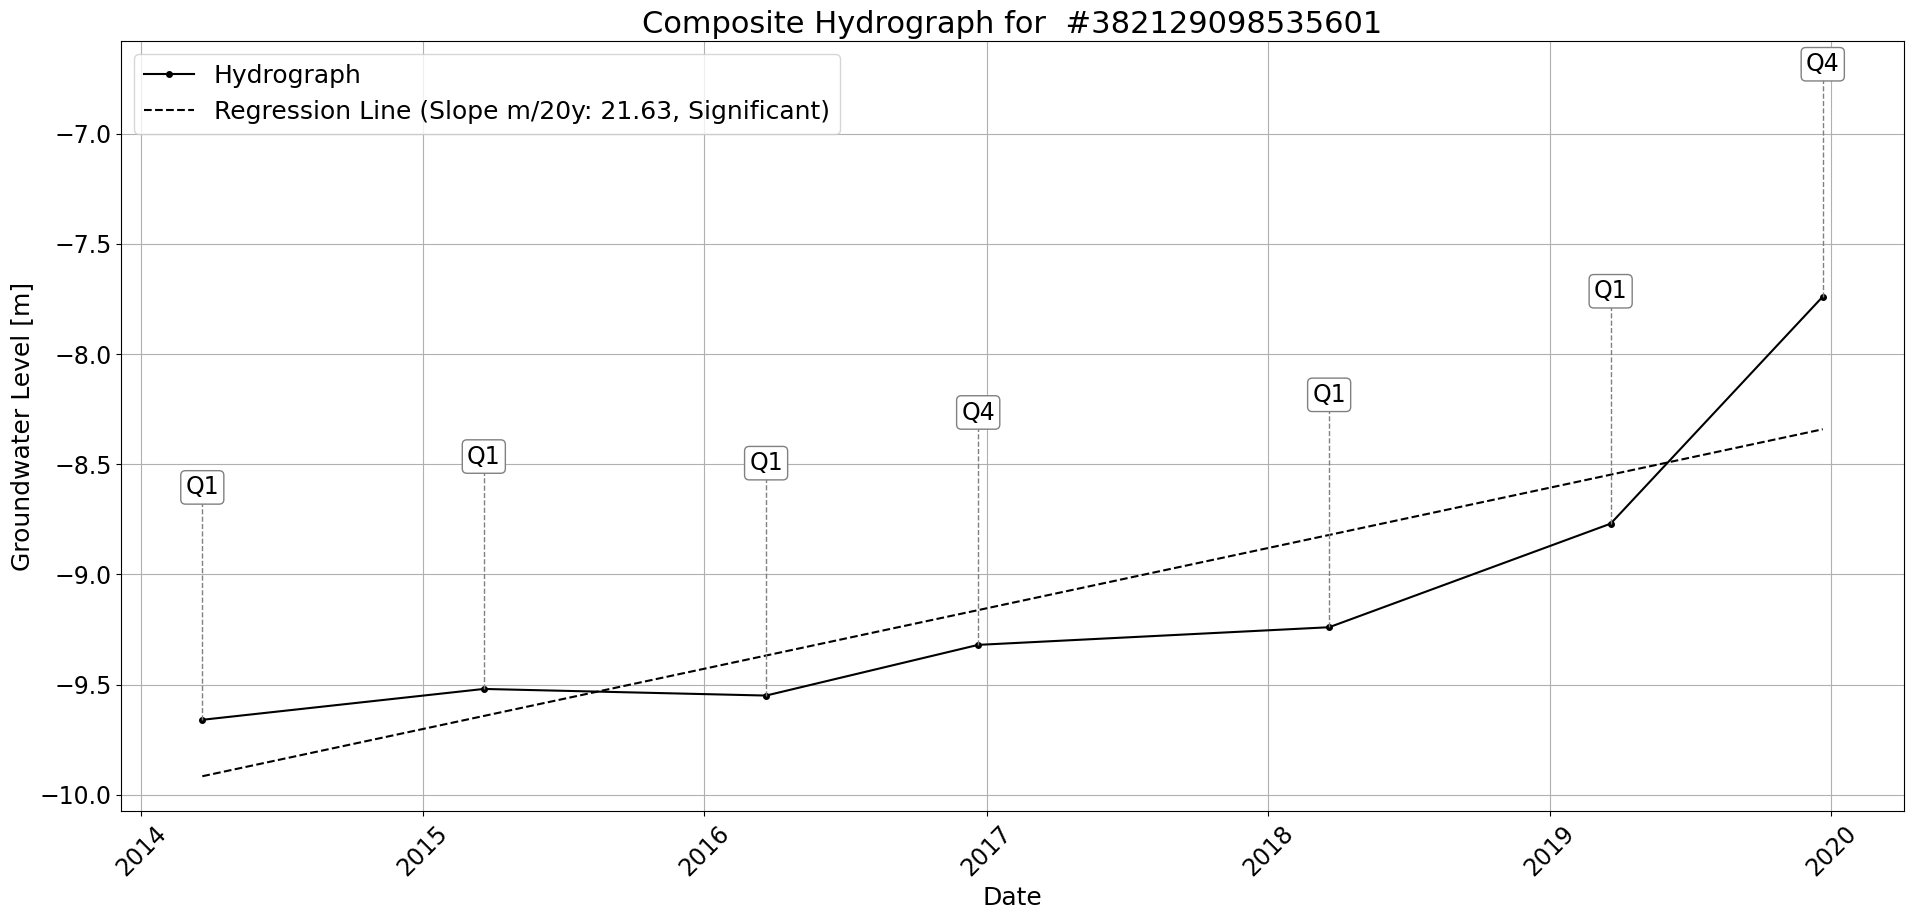 Composite Hydrograph for  #382129098535601
Hydrograph
Regression Line (Slope m/20y: 21.63, Significant)
Q4
Q1
Q1
Q4
Q1
Q1
Q1
Groundwater Level [m]
−7.0
−7.5
−8.0
−8.5
−9.0
−9.5
−10.0
2014
2015
2016
2017
2018
2019
2020
Date